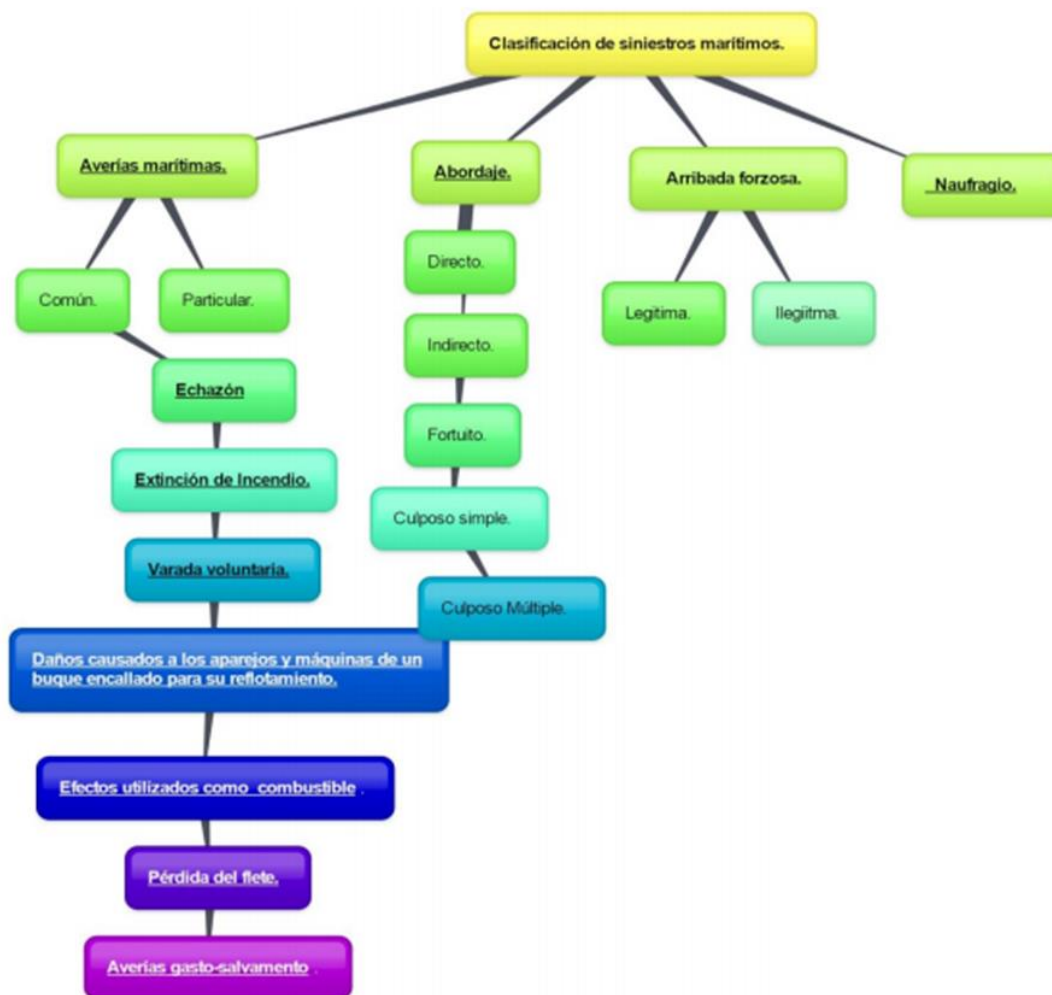 Clasificación de siniestros marítimos.
Averías marítimas.
Abordaje.
Arribada forzosa.
Naufragio.
Común.
Particular.
Directo.
Legitima.
Ilegiitma.
Indirecto.
Echazón
Fortuito.
Extinción de Incendio.
Culposo simple.
Varada voluntaria.
Culposo Múltiple.
Daños causados a los aparejos y máquinas de un
buque encallado para su reflotamiento.
Efectos utilizados como combustible .
Pérdida del flete.
Averías gasto-salvamento .